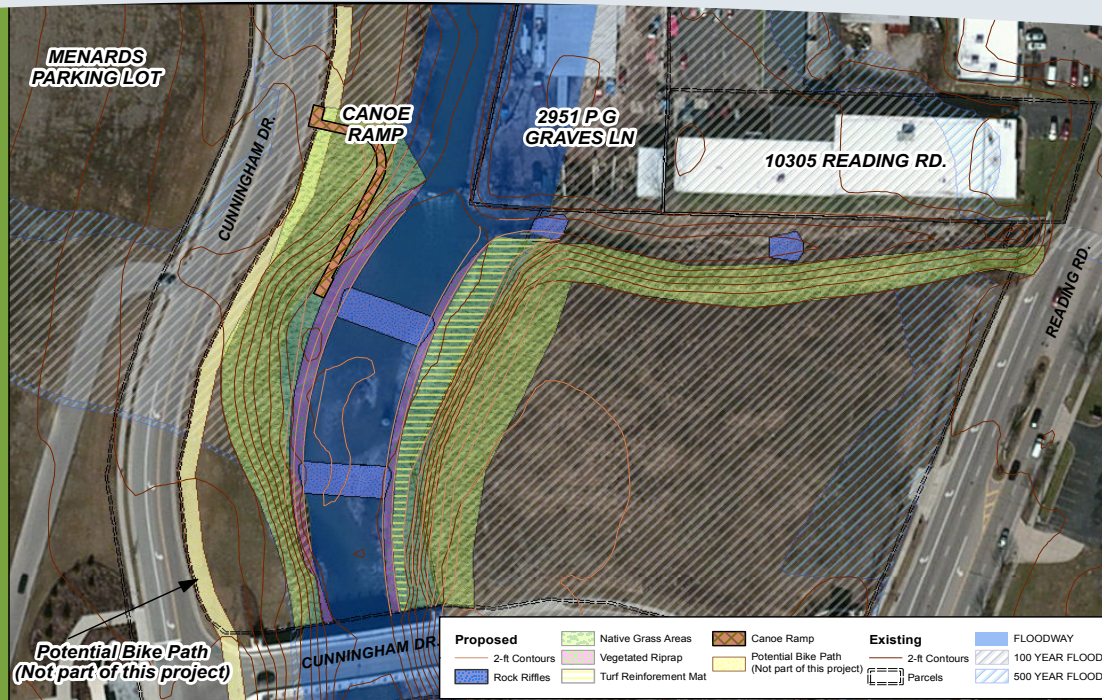 MENARDS
PARKING LOT
CUNNINGHAM DR.
CANOE
RAMP
2951 P G
GRAVES LN
10305 READING RD.
READING RD.
Potential Bike Path
(Not part of this project)
CUNNINGHAM DR.
Proposed
2-ft Contours
Rock Riffles
Native Grass Areas
Vegetated Riprap
Turf Reinforcement Mat
Canoe Ramp
Potential Bike Path
(Not part of this project)
Existing
2-ft Contours
Parcels
FLOODWAY
100 YEAR FLOOD
500 YEAR FLOOD